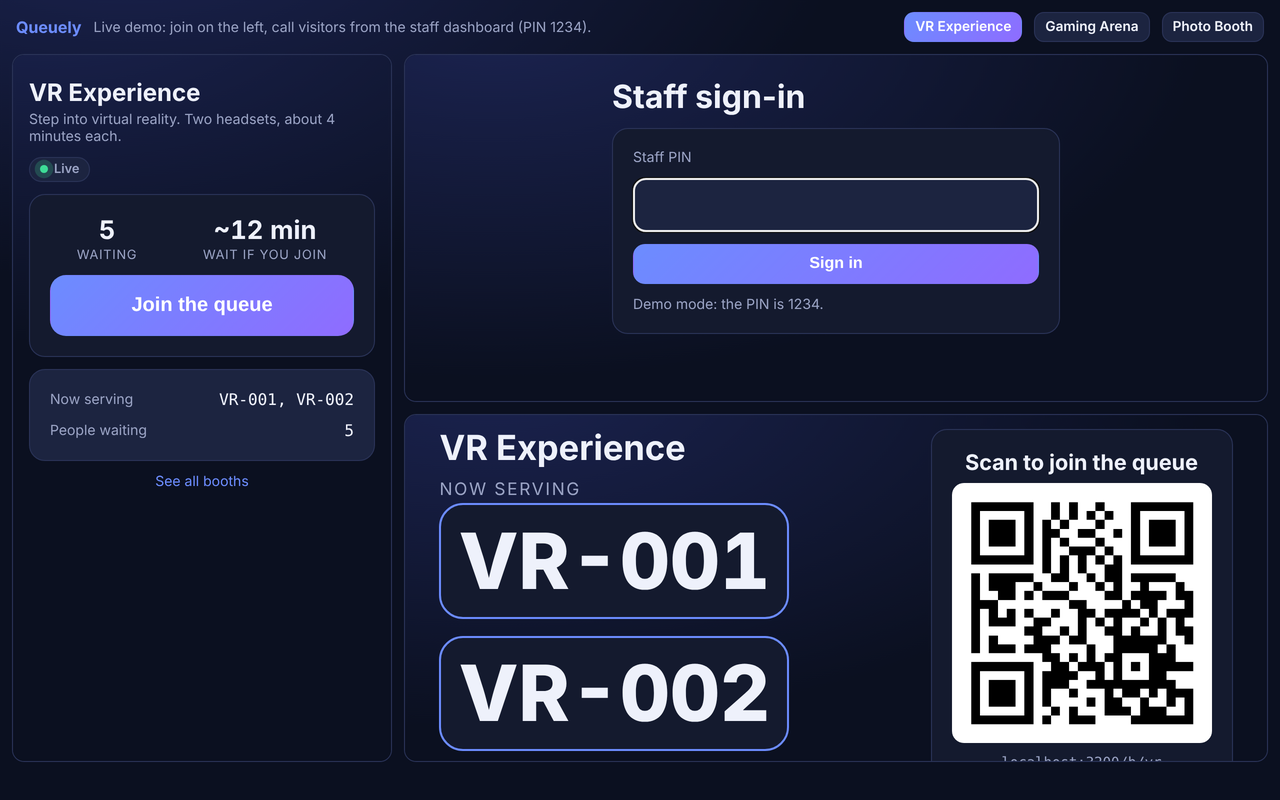 Queuely Live demo: join on the left, call visitors from the staff dashboard (PIN 1234).
VR Experience Gaming Arena Photo Booth
VR Experience
Step into virtual reality. Two headsets, about 4
minutes each.
Live
5 ~12 min
WAITING WAIT IF YOU JOIN
Join the queue
Now serving VR-001, VR-002
People waiting 5
See all booths
Staff sign-in
Staff PIN
Sign in
Demo mode: the PIN is 1234.
VR Experience
NOW SERVING
VR-001
VR-002
Scan to join the queue
localhost:3200/b/vr